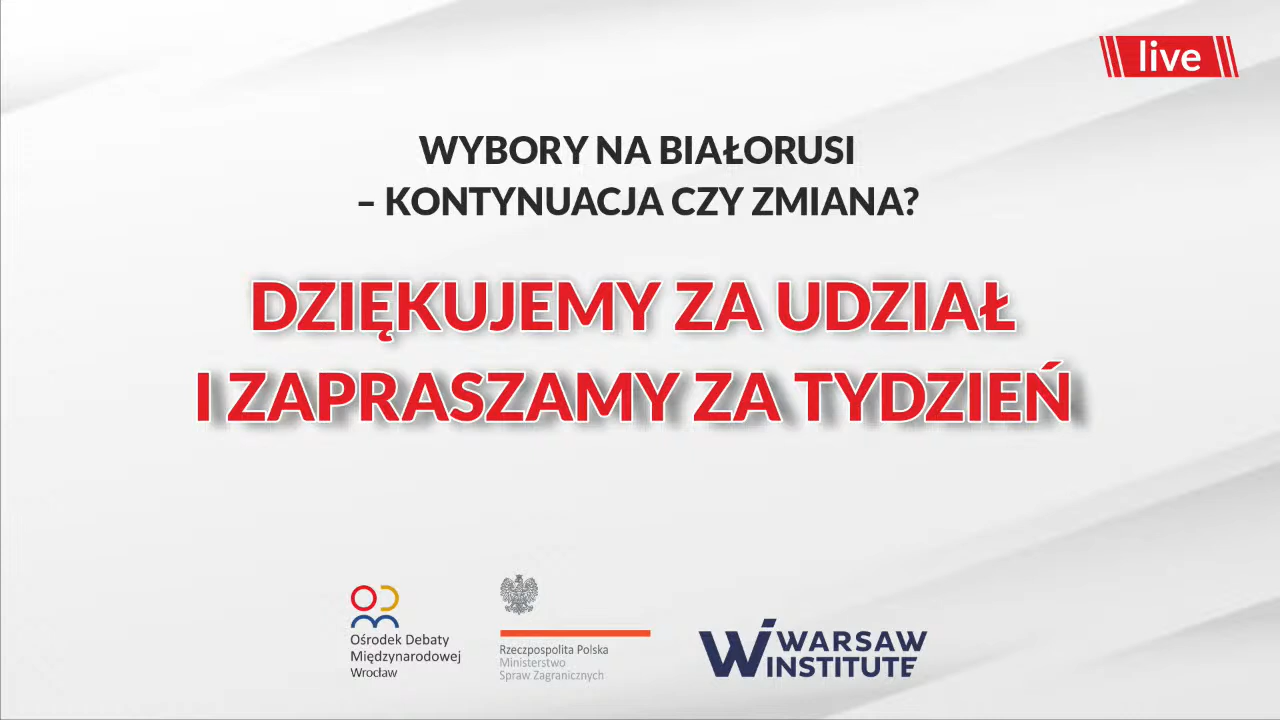 live
WYBORY NA BIAŁORUSI
– KONTYNUACJA CZY ZMIANA?
DZIĘKUJEMY ZA UDZIAŁ
I ZAPRASZAMY ZA TYDZIEŃ
Ośrodek Debaty
Międzynarodowej
Wrocław
Rzeczpospolita Polska
Ministerstwo
Spraw Zagranicznych
WARSAW
INSTITUTE